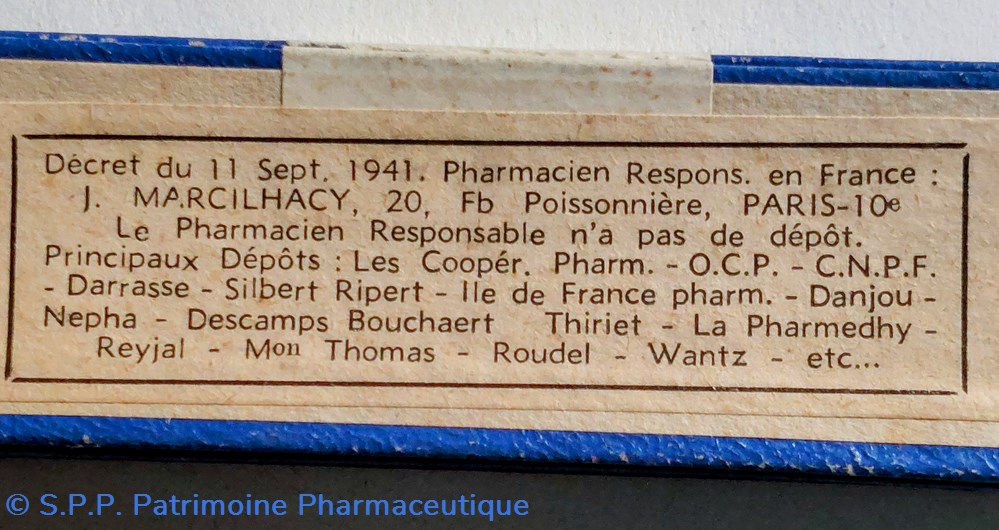 Décret du 11 Sept. 1941. Pharmacien Respons. en France :
J. MARCILHACY, 20, Fb Poissonnière, PARIS-10e
Le Pharmacien Responsable n'a pas de dépôt.
Principaux Dépôts : Les Coopér. Pharm. - O.C.P. - C.N.P.F.
- Darrasse - Silbert Ripert - Ile de France pharm. - Danjou -
Nepha - Descamps Bouchaert Thiriet - La Pharmedhy -
Reyjal - Mon Thomas - Roudel - Wantz - etc...
© S.P.P. Patrimoine Pharmaceutique